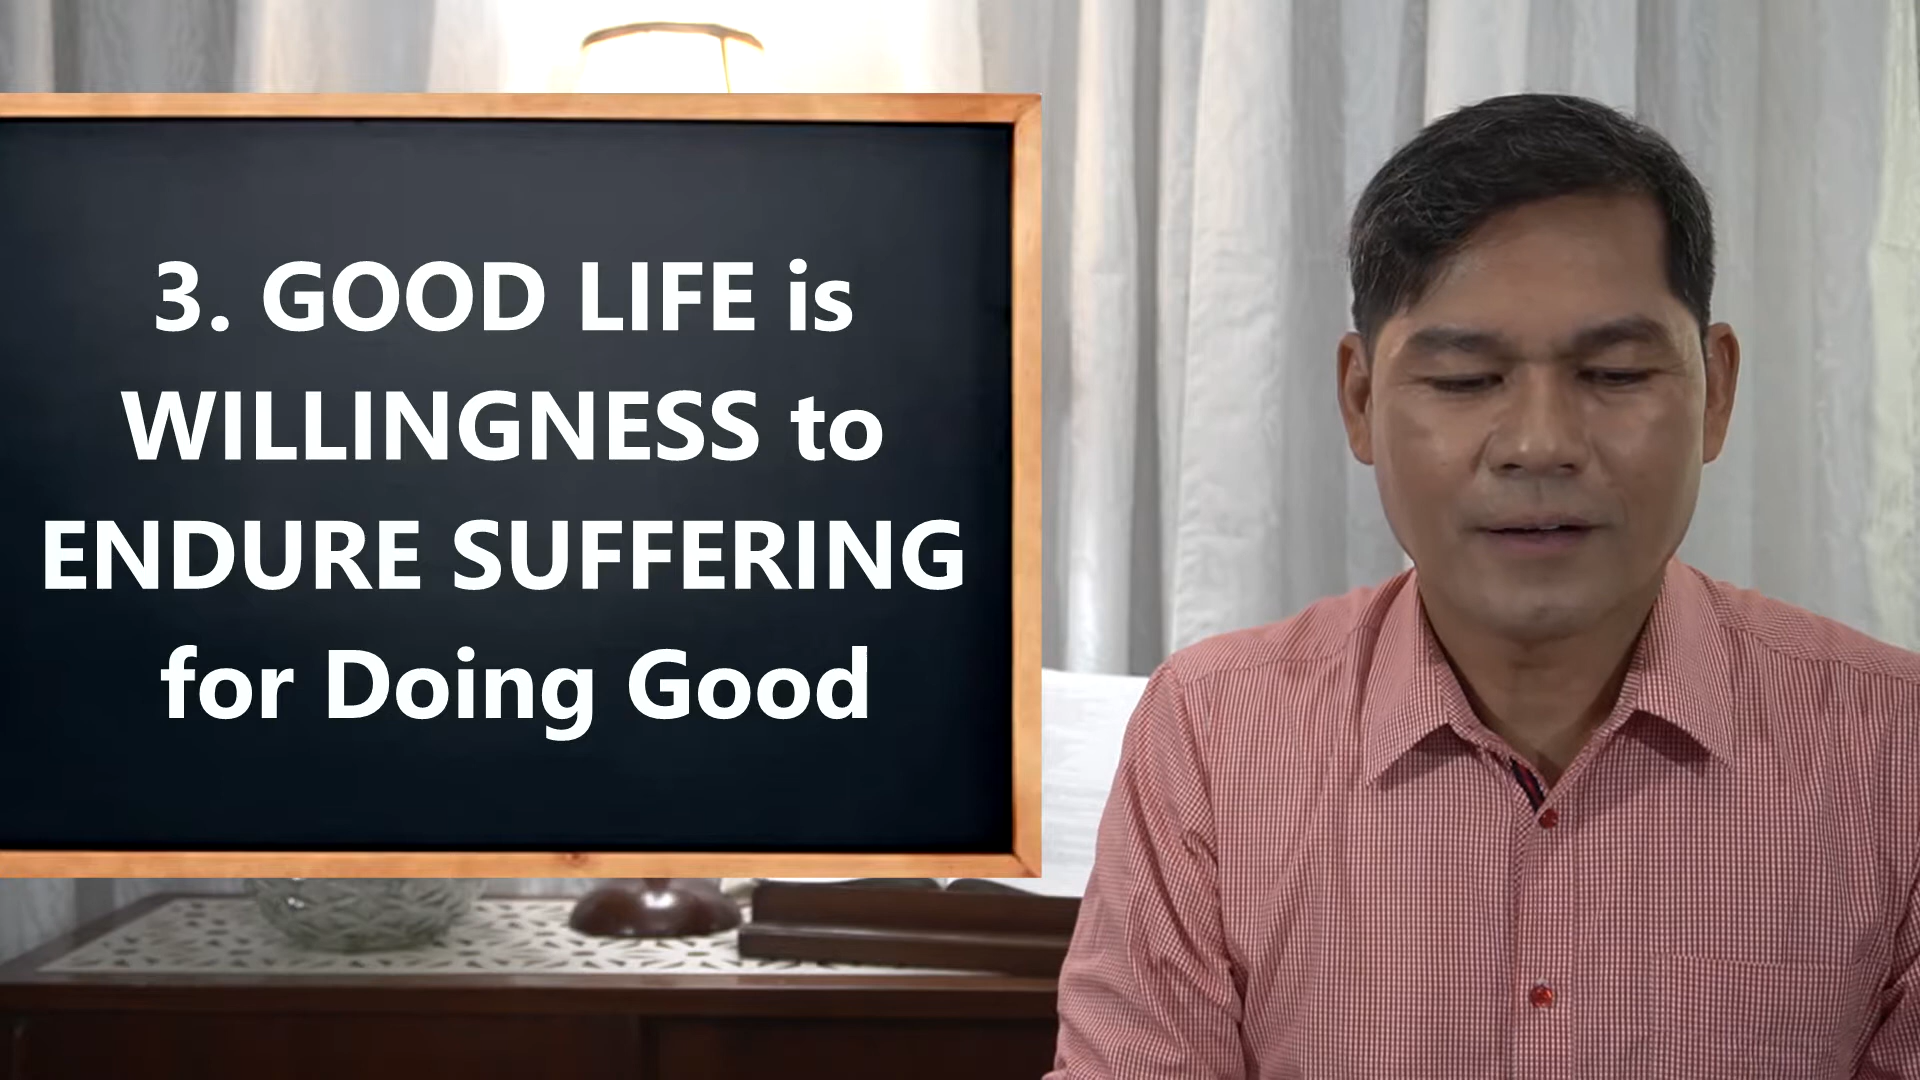 3. GOOD LIFE is
WILLINGNESS to
ENDURE SUFFERING
for Doing Good